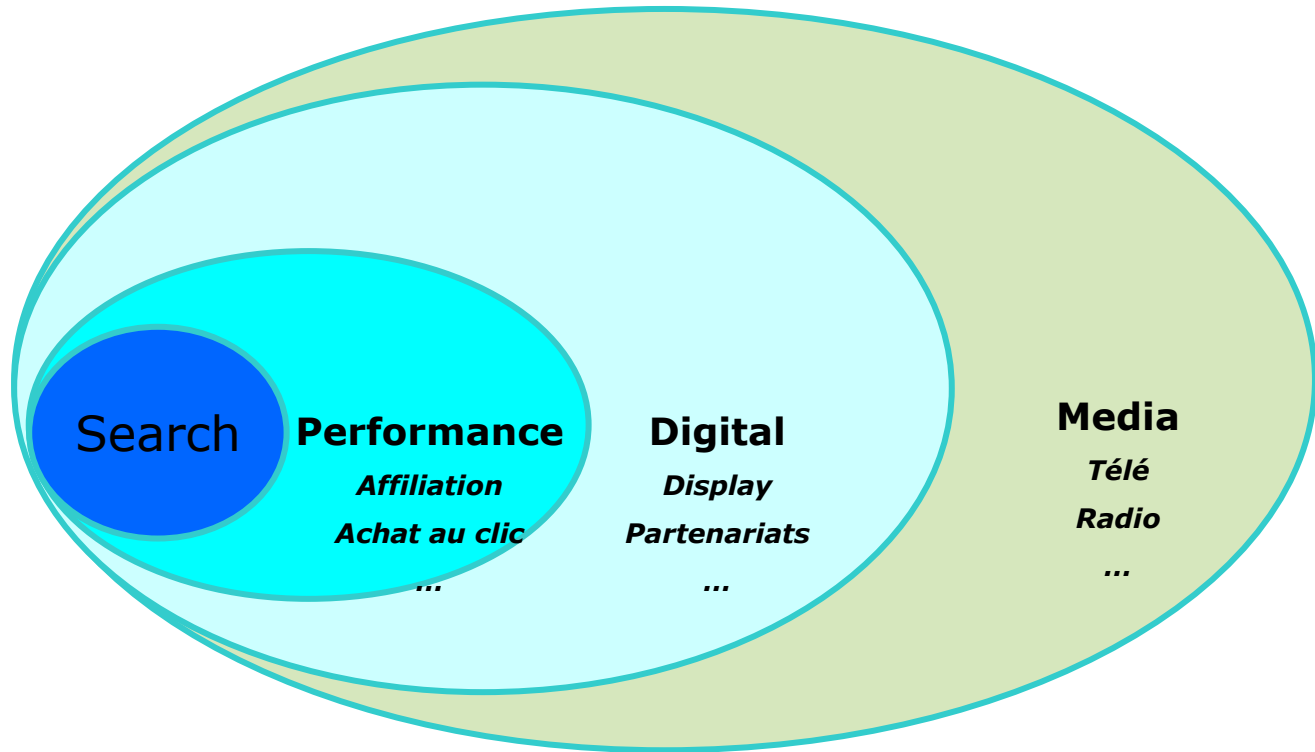 Search
Performance
Affiliation
Achat au clic
...
Digital
Display
Partenariats
...
Media
Télé
Radio
...